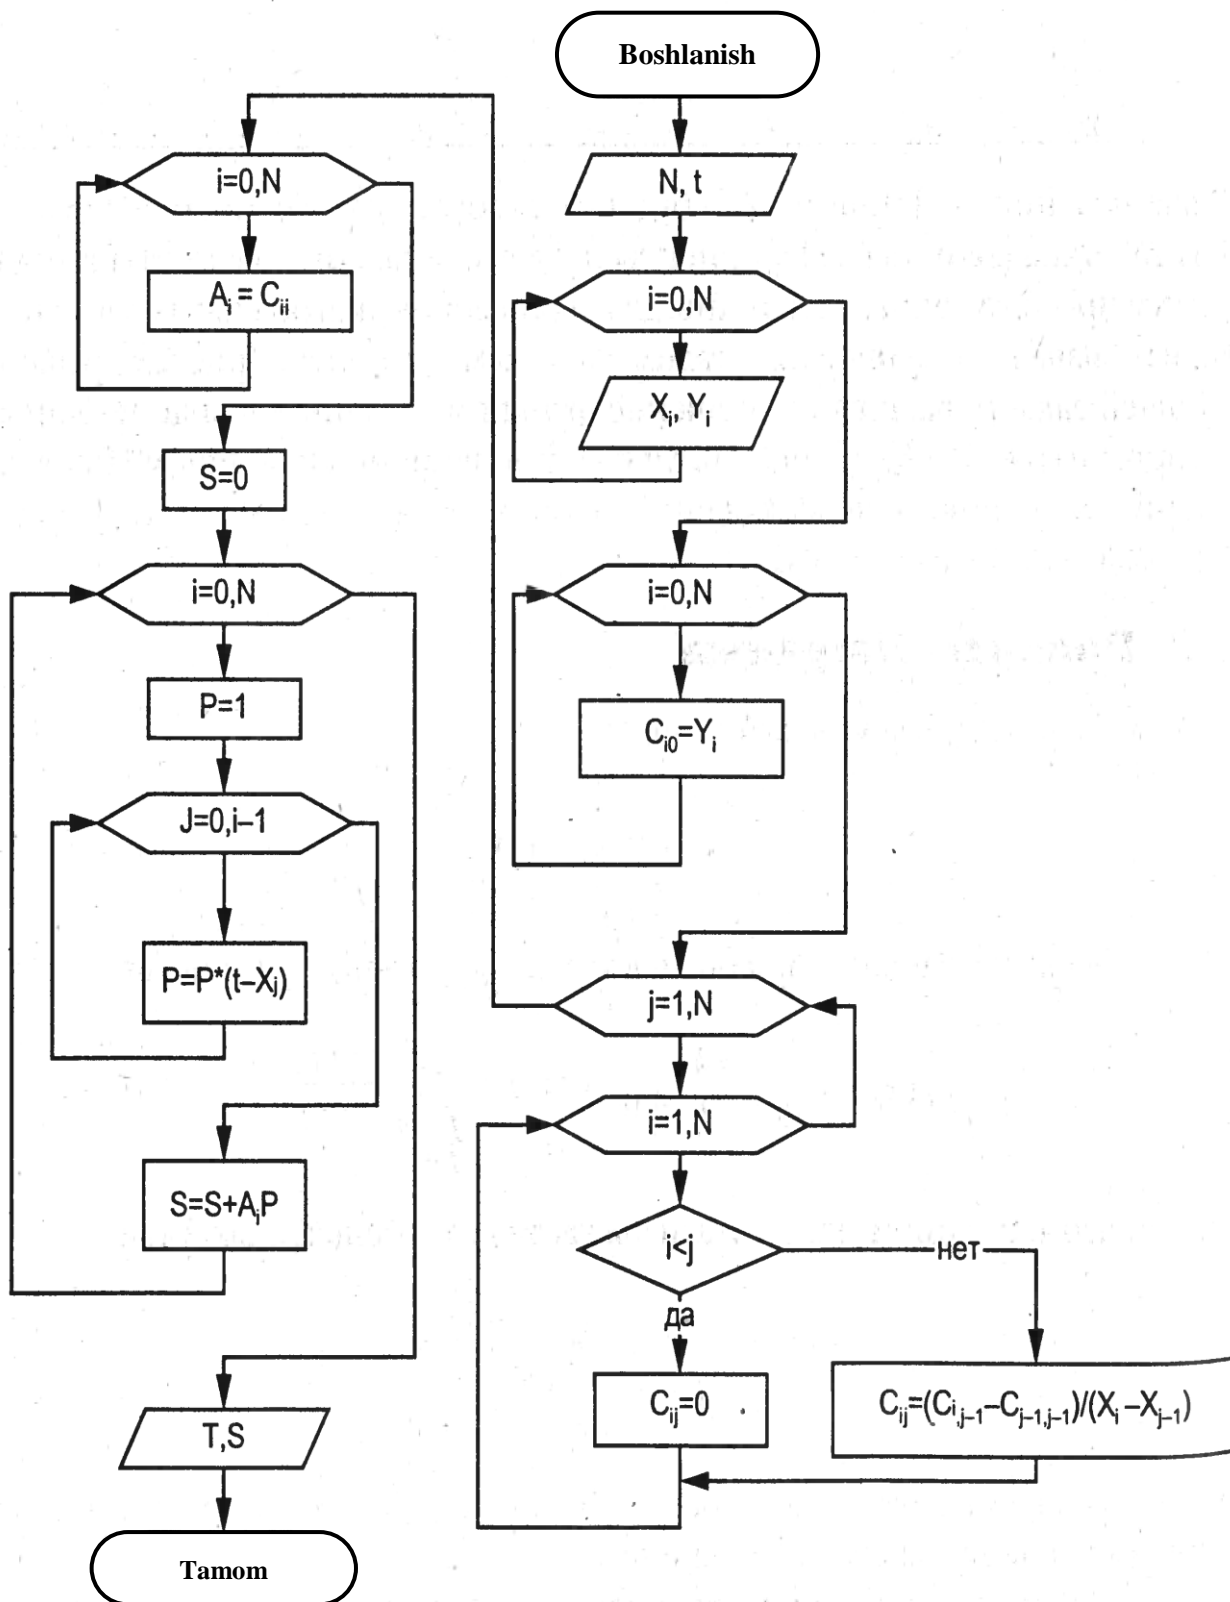 Boshlanish
N, t
i=0,N
Xi, Yi
i=0,N
Ci0=Yi
j=1,N
i=1,N
i<j
нет
да
Cij=0
Cij=(Ci,j–1–Cj–1,j–1)/(Xi–Xj–1)
i=0,N
Ai = Cii
S=0
i=0,N
P=1
J=0,i–1
P=P*(t–Xj)
S=S+AiP
T,S
Tamom